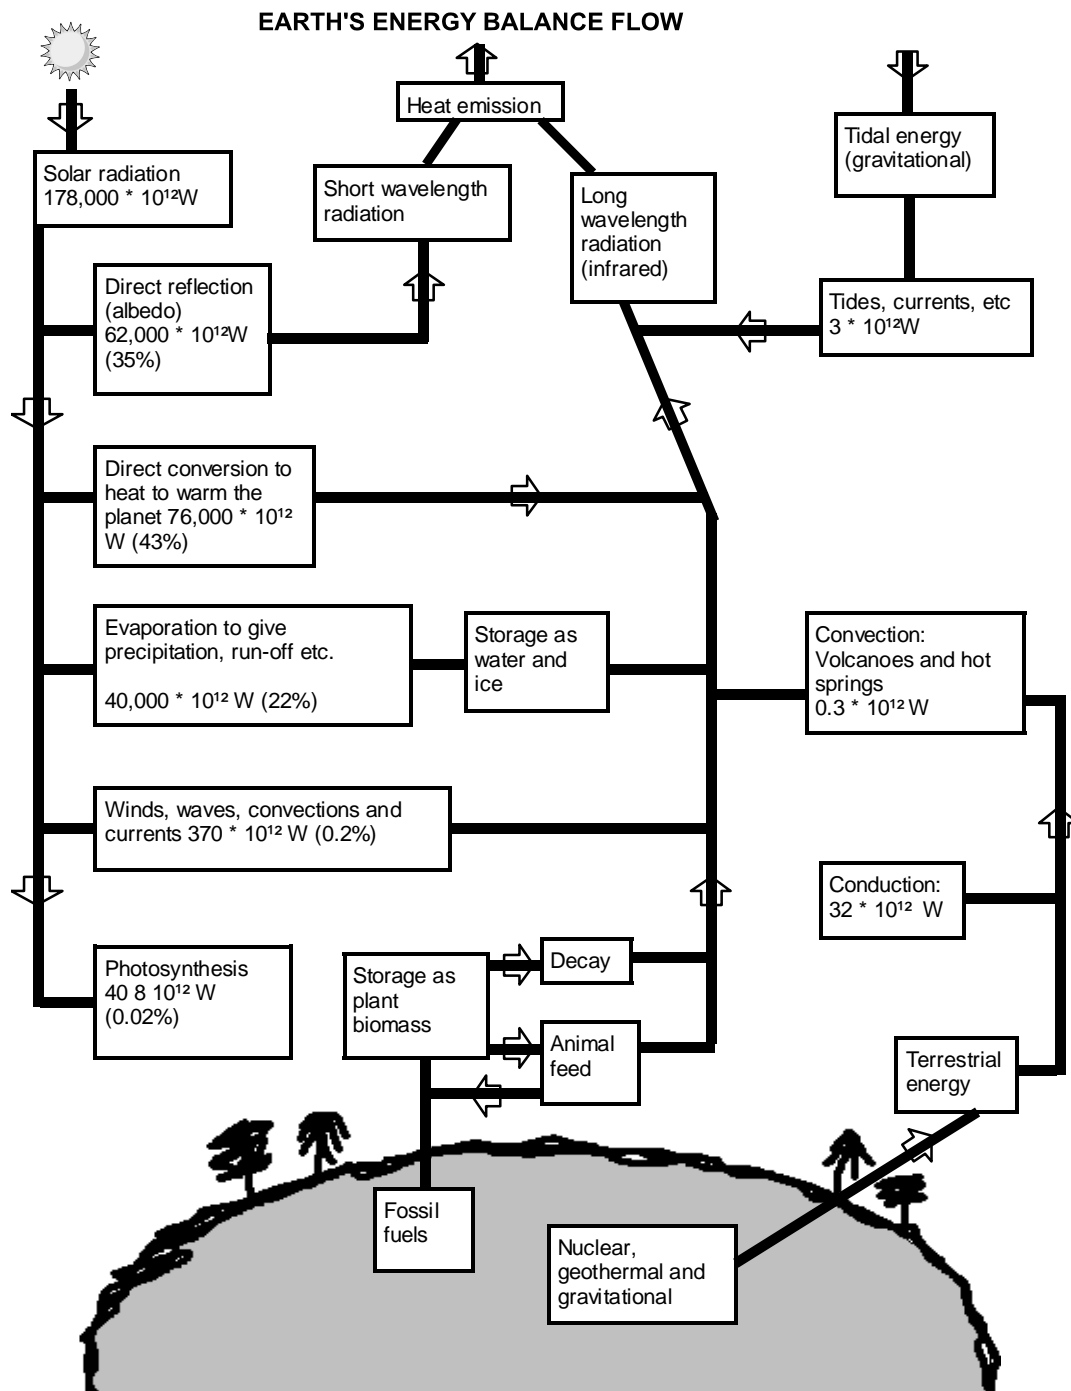 EARTH'S ENERGY BALANCE FLOW
Heat emission
Solar radiation
178,000 * 10¹²W
Short wavelength
radiation
Long
wavelength
radiation
(infrared)
Tidal energy
(gravitational)
Direct reflection
(albedo)
62,000 * 10¹²W
(35%)
Tides, currents, etc
3 * 10¹²W
Direct conversion to
heat to warm the
planet 76,000 * 10¹²
W (43%)
Evaporation to give
precipitation, run-off etc.
40,000 * 10¹² W (22%)
Storage as
water and
ice
Convection:
Volcanoes and hot
springs
0.3 * 10¹² W
Winds, waves, convections and
currents 370 * 10¹² W (0.2%)
Conduction:
32 * 10¹² W
Photosynthesis
40 8 10¹² W
(0.02%)
Storage as
plant
biomass
Decay
Animal
feed
Terrestrial
energy
Fossil
fuels
Nuclear,
geothermal and
gravitational